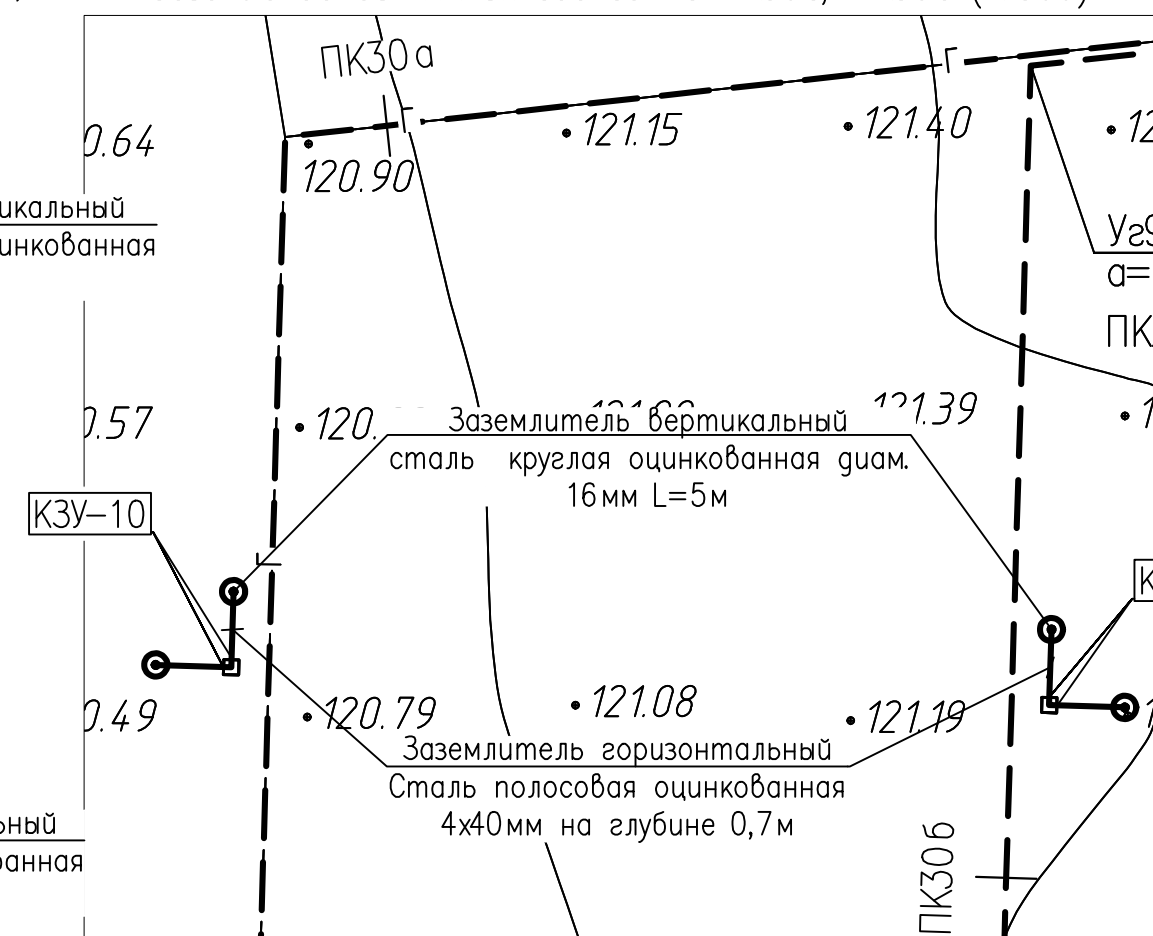 ПК30а
Г
Г
0.64
120.90
121.15
121.40
икальный
инкованная
Уг9
а=
ПК
0.57
120.
121.39
Заземлитель вертикальный
сталь круглая оцинкованная диам.
16мм L=5м
КЗУ-10
Г
К
0.49
120.79
121.08
121.19
Заземлитель горизонтальный
Сталь полосовая оцинкованная
4х40мм на глубине 0,7м
ьный
ванная
ПК30б